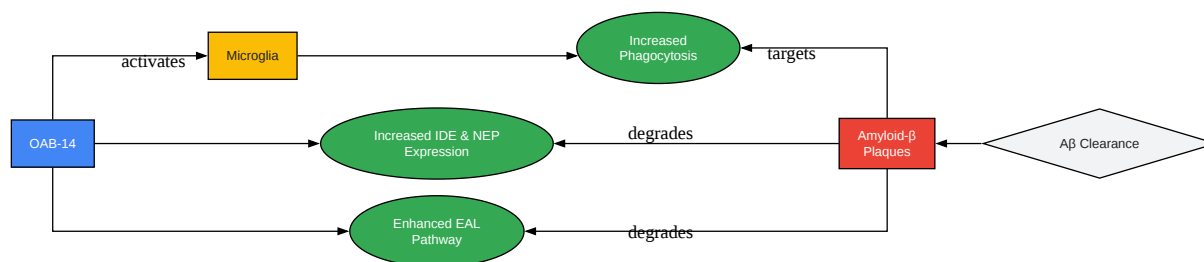 Increased
Phagocytosis
activates
Microglia
targets
OAB-14
Increased IDE & NEP
Expression
degrades
Amyloid-β
Plaques
Aβ Clearance
Enhanced EAL
Pathway
degrades